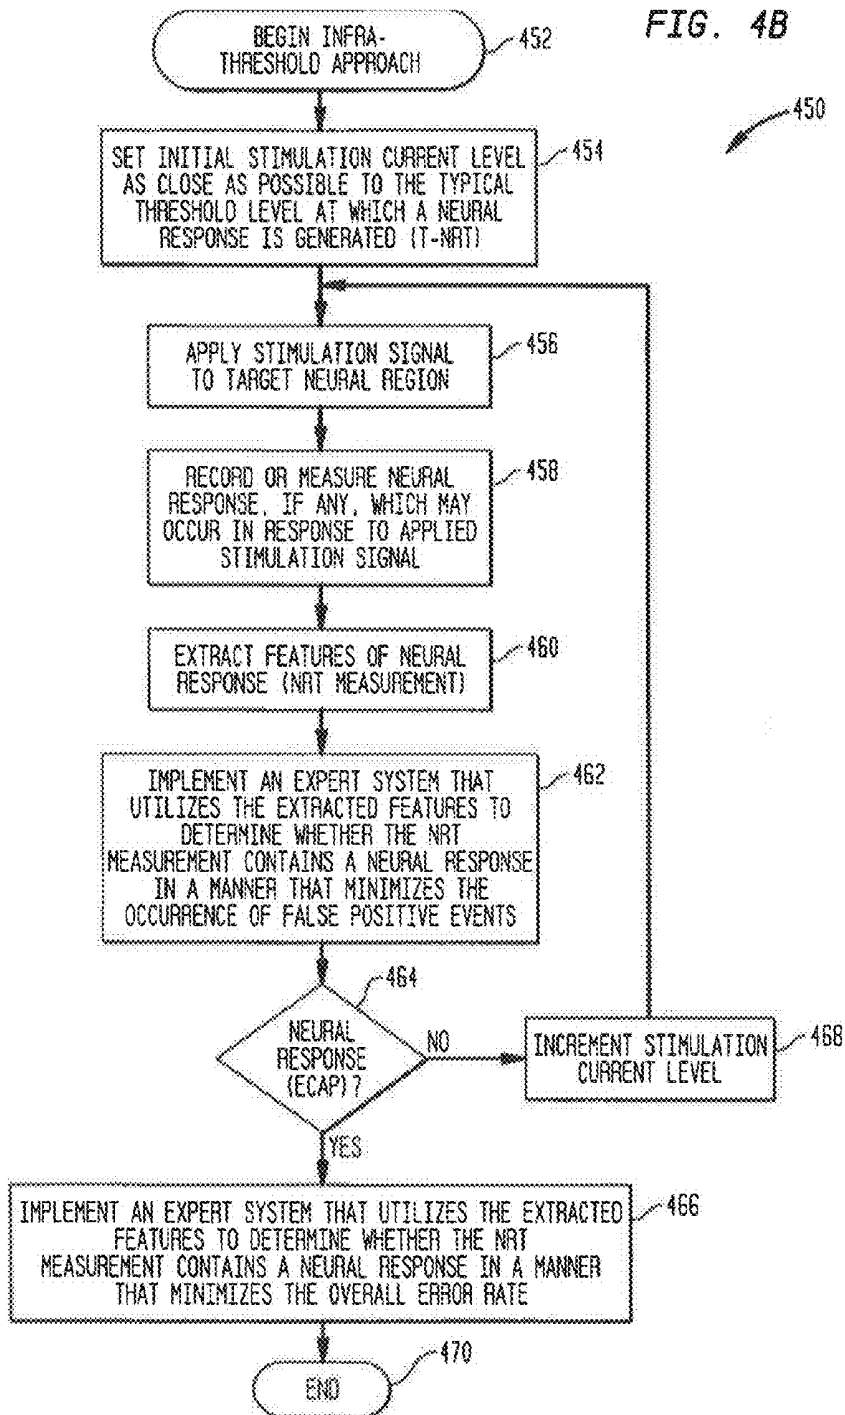 FIG. 4B
BEGIN INFRA-
THRESHOLD APPROACH
452
450
SET INITIAL STIMULATION CURRENT LEVEL
AS CLOSE AS POSSIBLE TO THE TYPICAL
THRESHOLD LEVEL AT WHICH A NEURAL
RESPONSE IS GENERATED (T-NRT)
454
APPLY STIMULATION SIGNAL
TO TARGET NEURAL REGION
456
RECORD OR MEASURE NEURAL
RESPONSE, IF ANY, WHICH MAY
OCCUR IN RESPONSE TO APPLIED
STIMULATION SIGNAL
458
EXTRACT FEATURES OF NEURAL
RESPONSE (NRT MEASUREMENT)
460
IMPLEMENT AN EXPERT SYSTEM THAT
UTILIZES THE EXTRACTED FEATURES TO
DETERMINE WHETHER THE NRT
MEASUREMENT CONTAINS A NEURAL RESPONSE
IN A MANNER THAT MINIMIZES THE
OCCURRENCE OF FALSE POSITIVE EVENTS
462
NEURAL
RESPONSE
(ECAP)?
464
NO
INCREMENT STIMULATION
CURRENT LEVEL
468
YES
IMPLEMENT AN EXPERT SYSTEM THAT UTILIZES THE EXTRACTED
FEATURES TO DETERMINE WHETHER THE NRT
MEASUREMENT CONTAINS A NEURAL RESPONSE IN A MANNER
THAT MINIMIZES THE OVERALL ERROR RATE
466
END
470